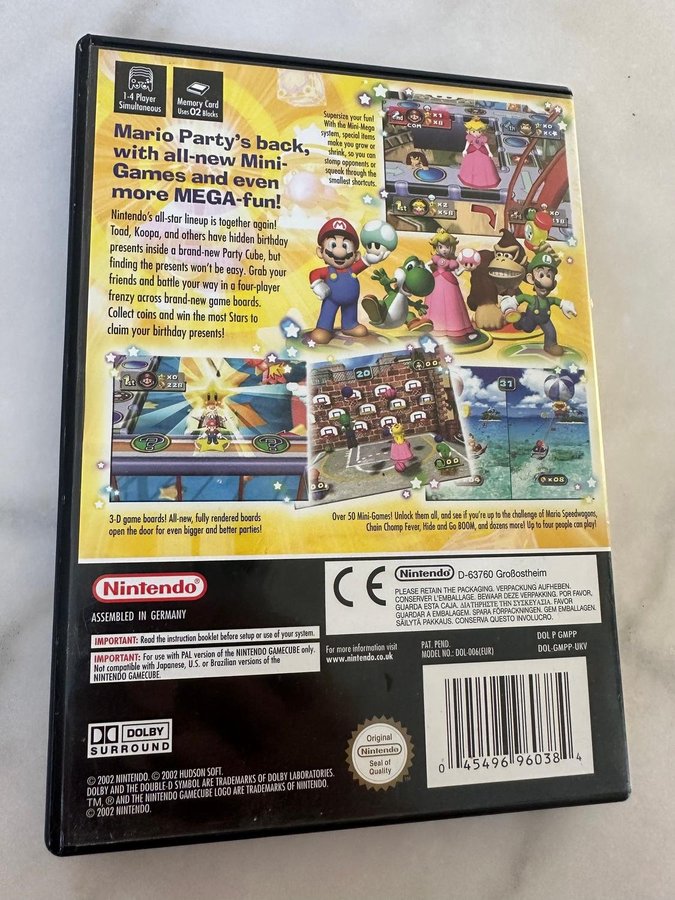 1-4 Player
Simultaneous
Memory Card
Uses 02 Blocks
Mario Party's back,
with all-new Mini-
Games and even
more MEGA-fun!
Nintendo's all-star lineup is together again!
Toad, Koopa, and others have hidden birthday
presents inside a brand-new Party Cube, but
finding the presents won't be easy. Grab your
friends and battle your way in a four-player
frenzy across brand-new game boards.
Collect coins and win the most Stars to
claim your birthday presents!
Supersize your fun!
With the Mini-Mega
system, special items
make you grow or
shrink, so you can
stomp opponents or
squeak through the
smallest shortcuts.
2nd
x1
x8
COM
x2
x58
1st
x0
228
20
31
x08
3-D game boards! All-new, fully rendered boards
open the door for even bigger and better parties!
Over 50 Mini-Games! Unlock them all, and see if you're up to the challenge of Mario Speedwagons,
Chain Chomp Fever, Hide and Go BOOM, and dozens more! Up to four people can play!
Nintendo®
ASSEMBLED IN GERMANY
IMPORTANT: Read the instruction booklet before setup or use of your system.
IMPORTANT: For use with PAL version of the NINTENDO GAMECUBE only.
Not compatible with Japanese, U.S. or Brazilian versions of the
NINTENDO GAMECUBE.
CE
Nintendo D-63760 Großostheim
PLEASE RETAIN THE PACKAGING. VERPACKUNG AUFHEBEN.
CONSERVER L'EMBALLAGE. BEWAAR DEZE VERPAKKING. POR FAVOR
GUARDA ESTA CAJA. ΔΙΑΤΗΡΗΣΤΕ ΤΗΝ ΣΥΣΚΕΥΑΣΙΑ. FAVOR
GUARDAR A EMBALAGEM. SPARA FÖRPACKNINGEN. GEM EMBALLAGEN.
SÄILYTÄ PAKKAUS. CONSERVA QUESTO INVOLUCRO.
For more information visit
www.nintendo.co.uk
PAT. PEND.
MODEL NO.: DOL-006(EUR)
DOL P GMPP
DOL-GMPP-UKV
DOLBY
SURROUND
Original
Nintendo
Seal of
Quality
0 45496 96038 4
© 2002 NINTENDO. © 2002 HUDSON SOFT.
DOLBY AND THE DOUBLE-D SYMBOL ARE TRADEMARKS OF DOLBY LABORATORIES.
TM, ® AND THE NINTENDO GAMECUBE LOGO ARE TRADEMARKS OF NINTENDO.
© 2002 NINTENDO.